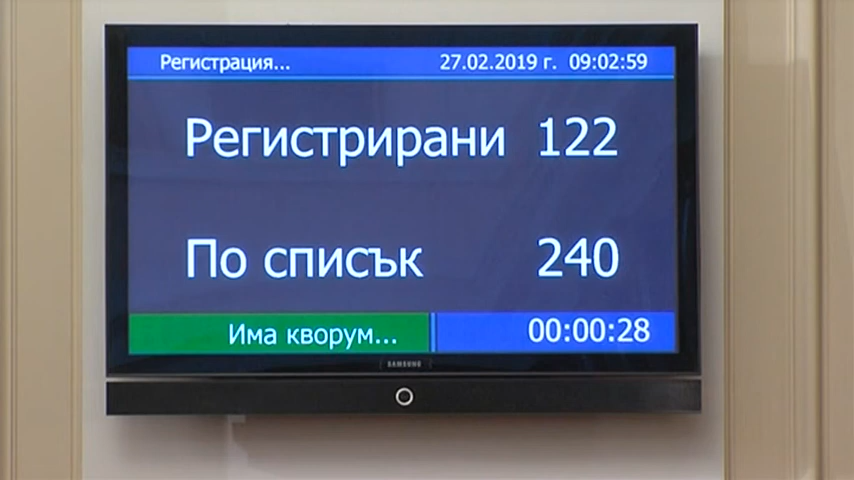 Регистрация... 27.02.2019 г. 09:02:59
Регистрирани 122
По списък 240
Има кворум... 00:00:28
SAMSUNG